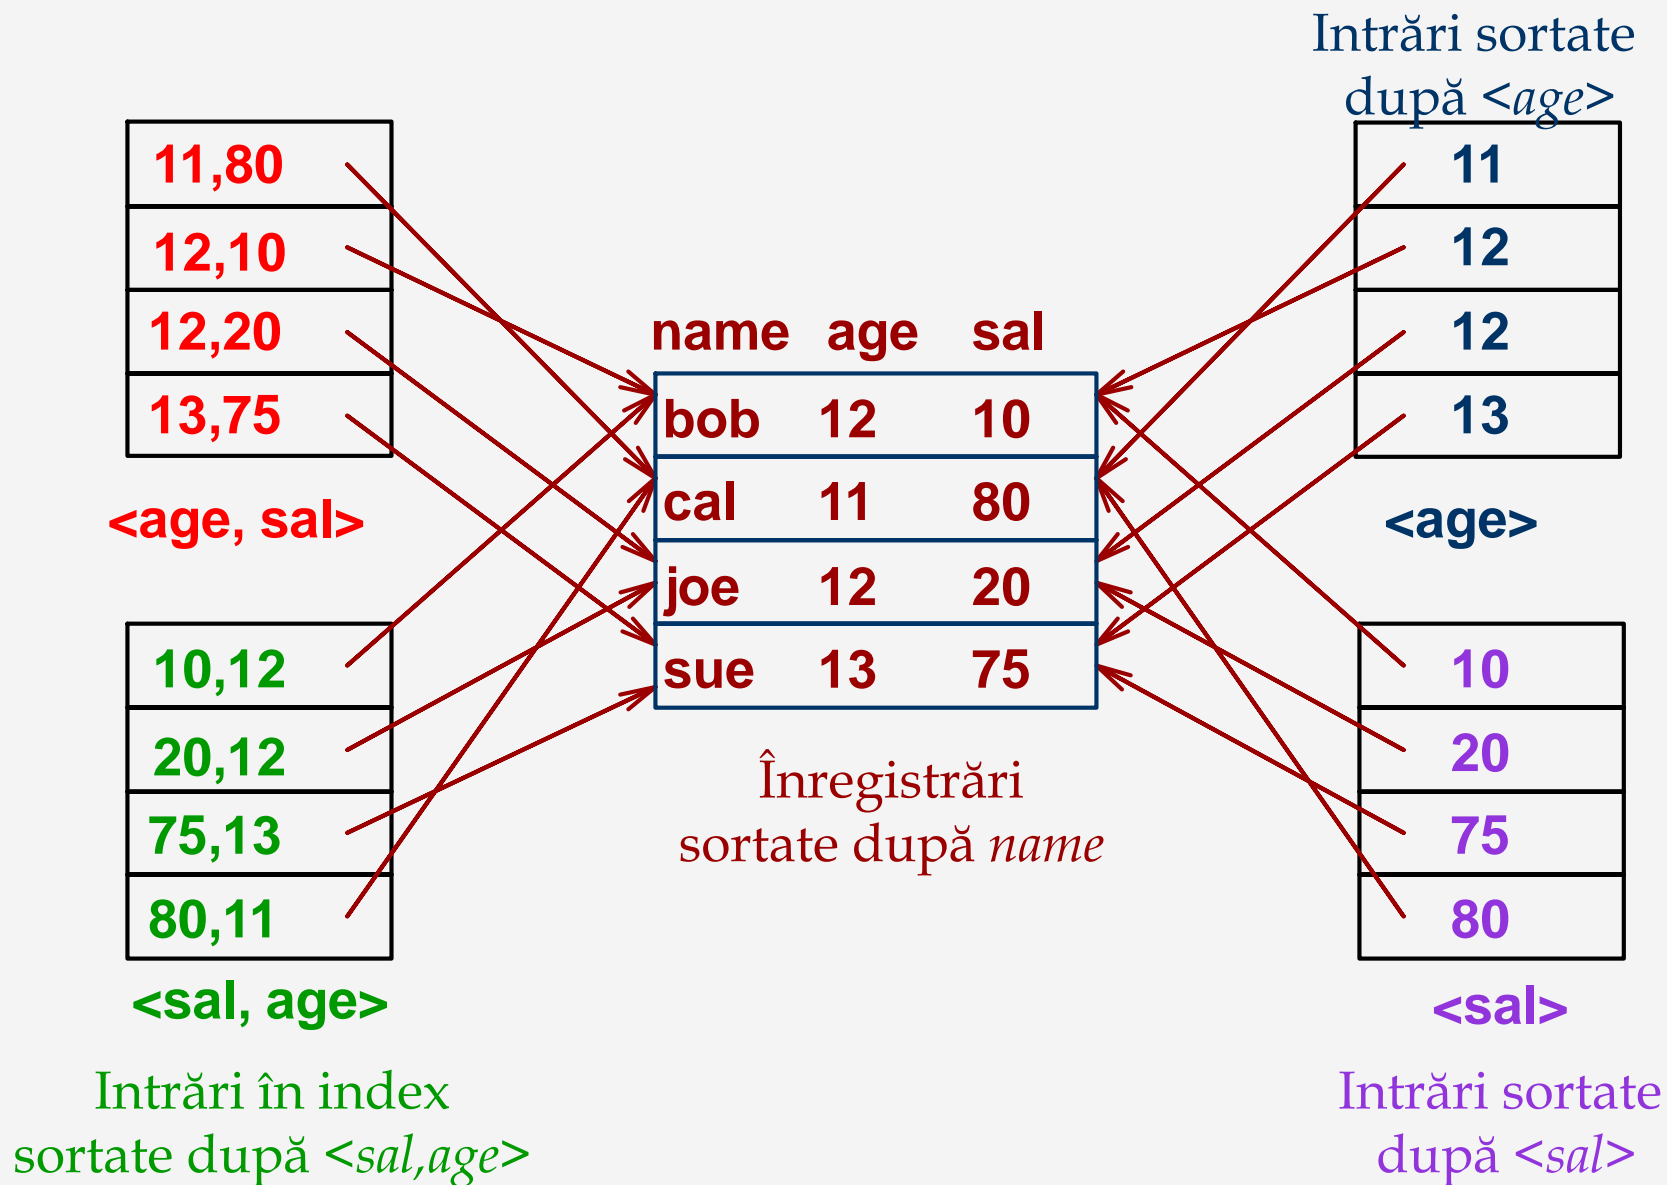 Intrări sortate
după <age>
11,80
12,10
12,20
13,75
<age, sal>
10,12
20,12
75,13
80,11
<sal, age>
Intrări în index
sortate după <sal,age>
name age sal
bob 12 10
cal 11 80
joe 12 20
sue 13 75
Înregistrări
sortate după name
11
12
12
13
<age>
10
20
75
80
<sal>
Intrări sortate
după <sal>